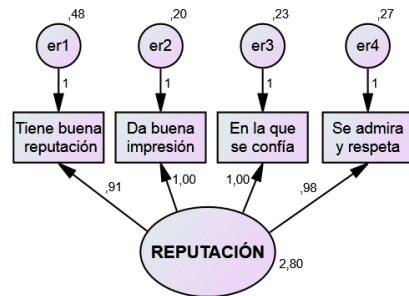 ,48 ,20 ,23 ,27
er1 er2 er3 er4
1 1 1 1
Tiene buena reputación
Da buena impresión
En la que se confía
Se admira y respeta
,91 1,00 1,00 ,98
REPUTACIÓN
2,80